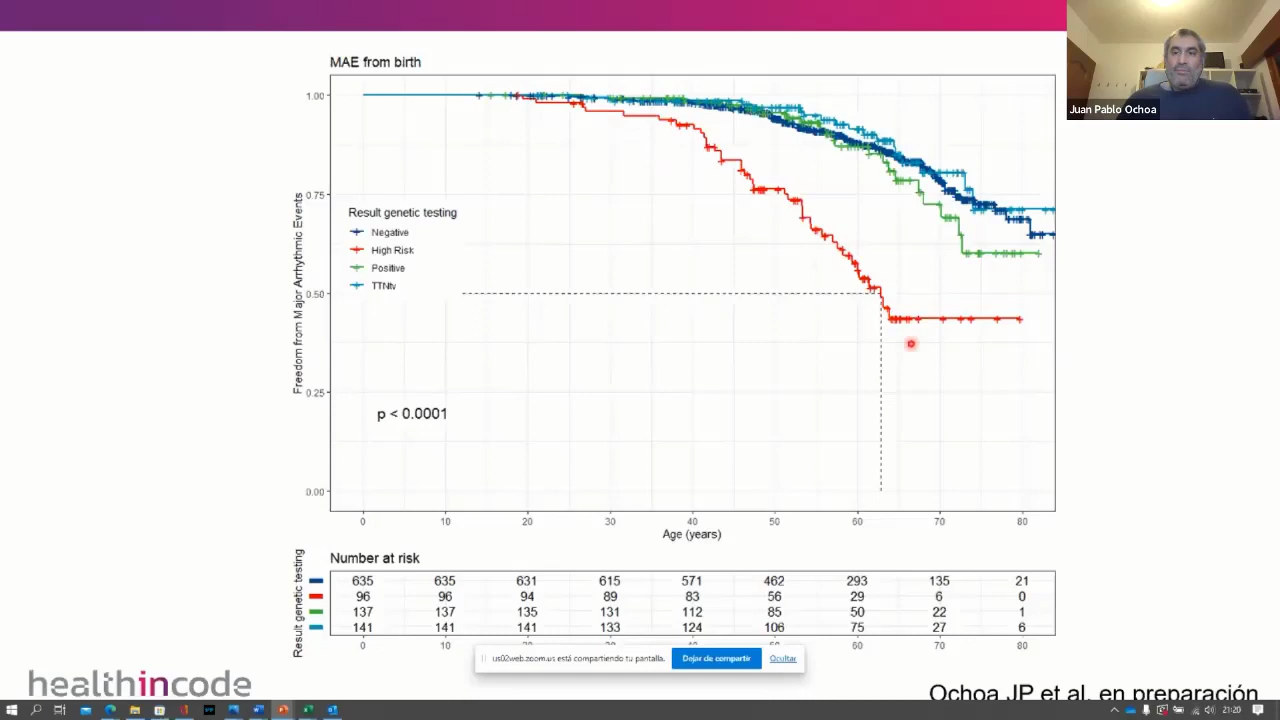 Juan Pablo Ochoa
MAE from birth
Freedom from Major Arrhythmic Events
1.00
0.75
0.50
0.25
0.00
Result genetic testing
Negative
High Risk
Positive
TTNtv
p < 0.0001
0 10 20 30 40 50 60 70 80
Age (years)
Number at risk
Result genetic testing
635 635 631 615 571 462 293 135 21
96 96 94 89 83 56 29 6 0
137 137 135 131 112 85 50 22 1
141 141 141 133 124 106 75 27 6
0 10 20 30 40 50 60 70 80
us02web.zoom.us está compartiendo tu pantalla.
Dejar de compartir
Ocultar
healthincode
Ochoa JP et al. en preparación
21:20